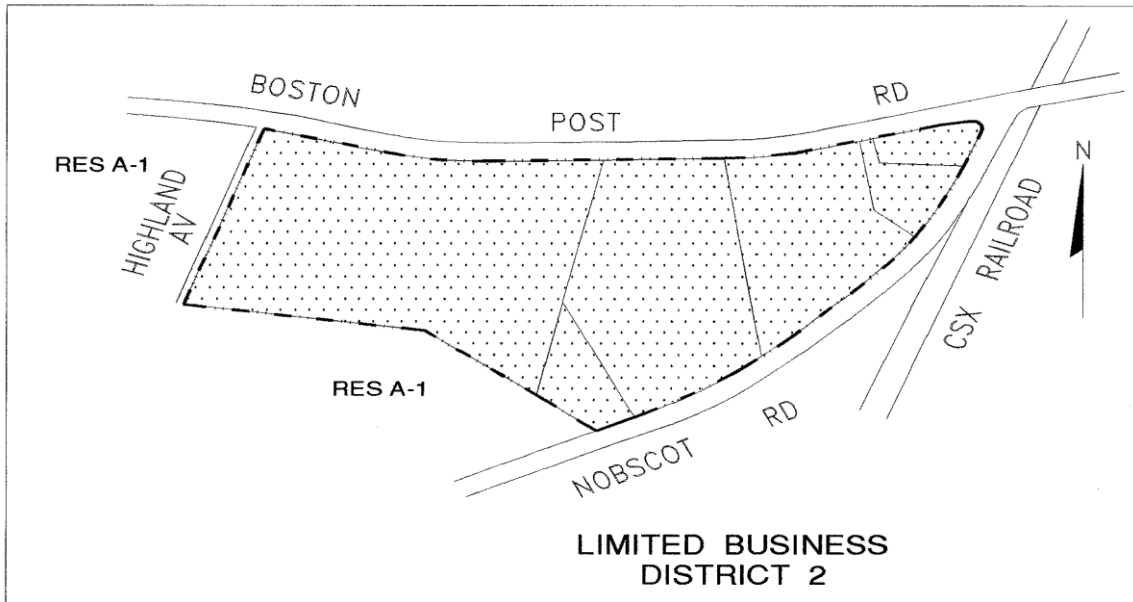 BOSTON POST RD
RES A-1
HIGHLAND
AV
N
CSX RAILROAD
RES A-1
NOBSCOT RD
LIMITED BUSINESS
DISTRICT 2